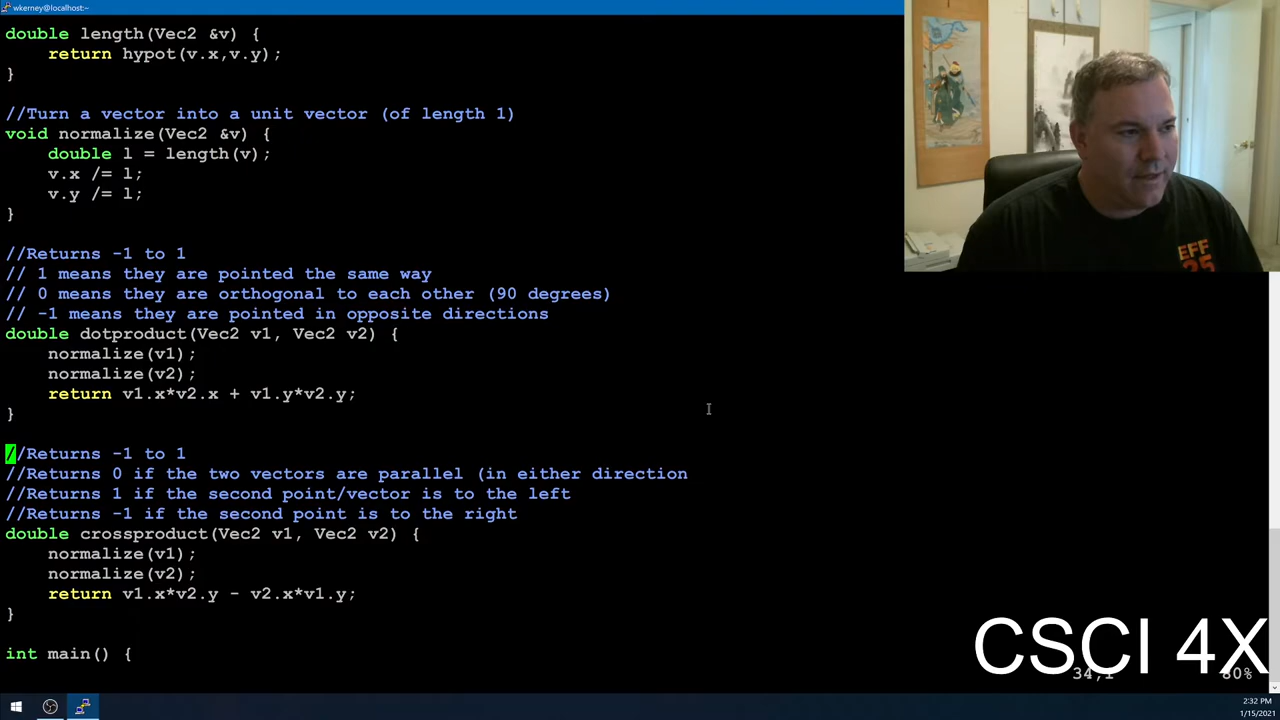 wkerney@localhost:~
double length(Vec2 &v) {
    return hypot(v.x,v.y);
}
//Turn a vector into a unit vector (of length 1)
void normalize(Vec2 &v) {
    double l = length(v);
    v.x /= l;
    v.y /= l;
}
//Returns -1 to 1
// 1 means they are pointed the same way
// 0 means they are orthogonal to each other (90 degrees)
// -1 means they are pointed in opposite directions
double dotproduct(Vec2 v1, Vec2 v2) {
    normalize(v1);
    normalize(v2);
    return v1.x*v2.x + v1.y*v2.y;
}
//Returns -1 to 1
//Returns 0 if the two vectors are parallel (in either direction
//Returns 1 if the second point/vector is to the left
//Returns -1 if the second point is to the right
double crossproduct(Vec2 v1, Vec2 v2) {
    normalize(v1);
    normalize(v2);
    return v1.x*v2.y - v2.x*v1.y;
}
int main() {
EFF
25
CSCI 4X
34,1
80%
2:32 PM
1/15/2021